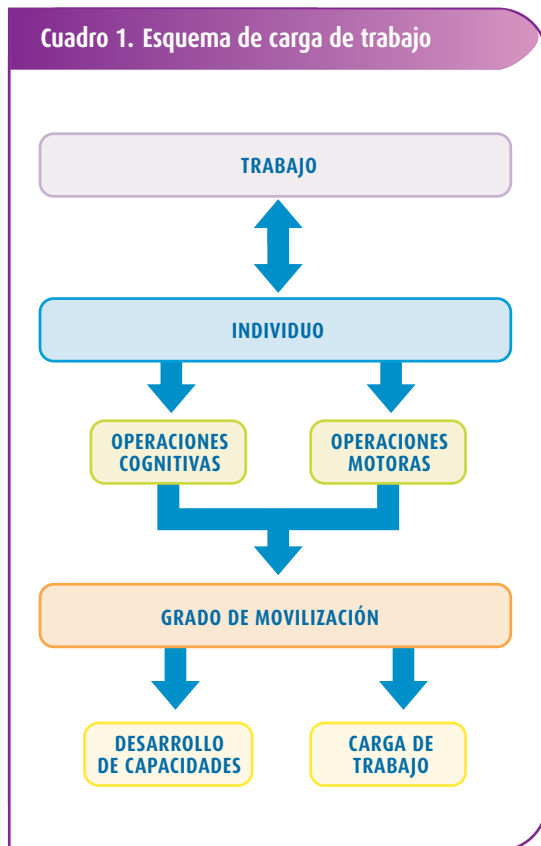 Cuadro 1. Esquema de carga de trabajo
TRABAJO
INDIVIDUO
OPERACIONES
COGNITIVAS
OPERACIONES
MOTORAS
GRADO DE MOVILIZACIÓN
DESARROLLO
DE CAPACIDADES
CARGA DE
TRABAJO